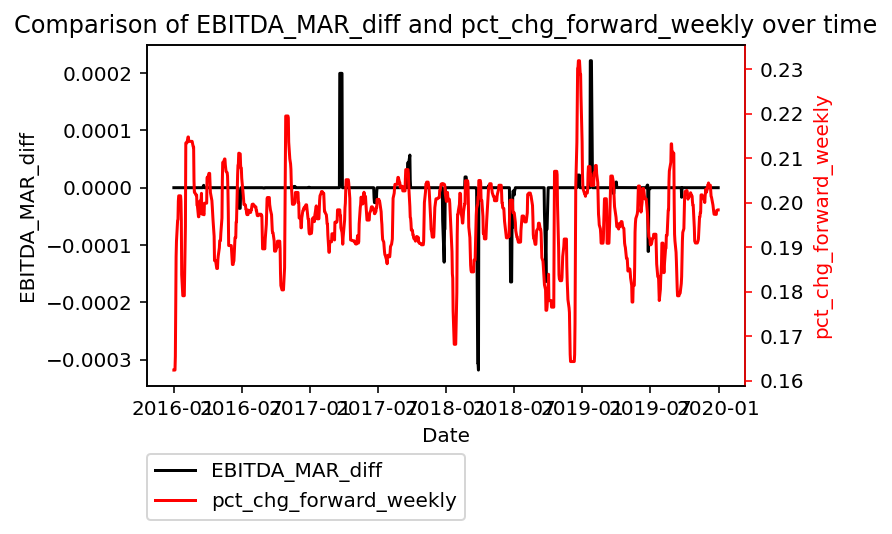 Comparison of EBITDA_MAR_diff and pct_chg_forward_weekly over time
EBITDA_MAR_diff
0.0002
0.0001
0.0000
−0.0001
−0.0002
−0.0003
0.23
0.22
0.21
0.20
0.19
0.18
0.17
0.16
pct_chg_forward_weekly
2016-01 2016-07 2017-01 2017-07 2018-01 2018-07 2019-01 2019-07 2020-01
Date
EBITDA_MAR_diff
pct_chg_forward_weekly